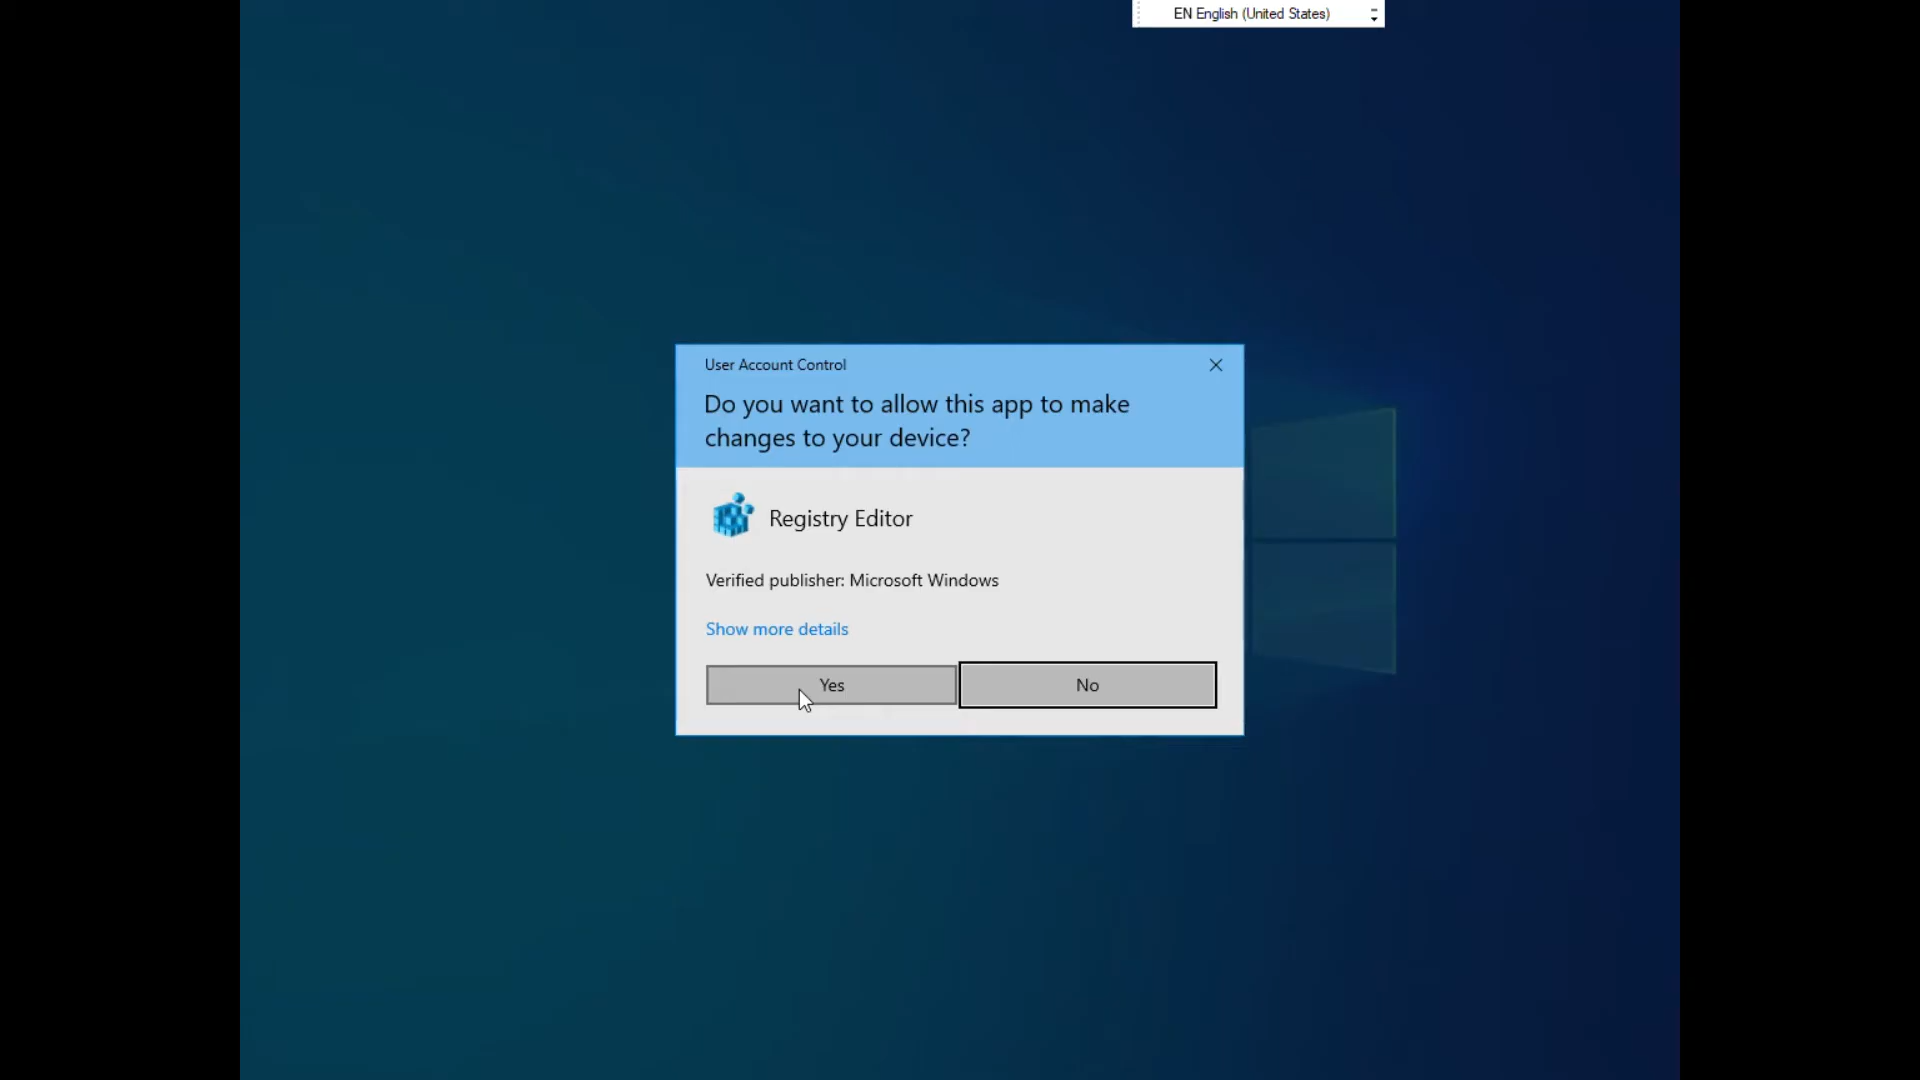 EN English (United States)
User Account Control
Do you want to allow this app to make
changes to your device?
Registry Editor
Verified publisher: Microsoft Windows
Show more details
Yes
No